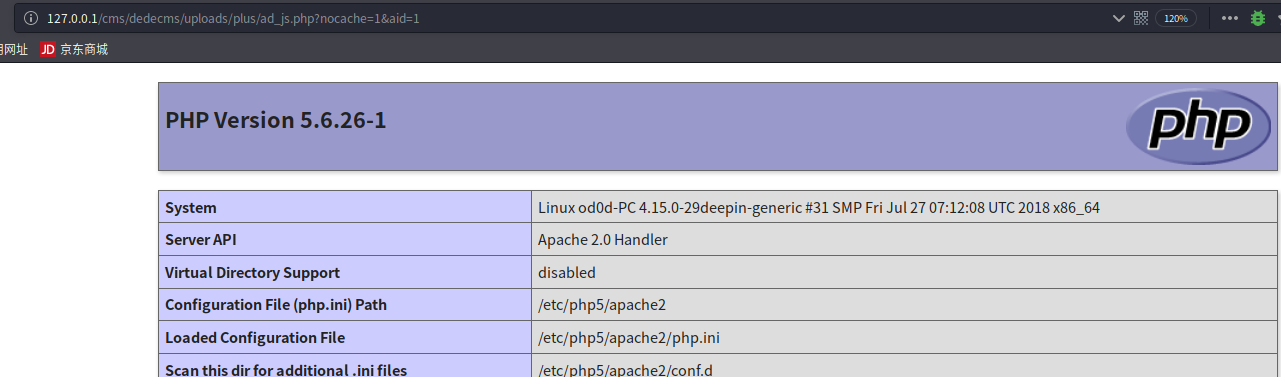 127.0.0.1/cms/dedecms/uploads/plus/ad_js.php?nocache=1&aid=1
120%
用网址 JD 京东商城
PHP Version 5.6.26-1
php
System Linux od0d-PC 4.15.0-29deepin-generic #31 SMP Fri Jul 27 07:12:08 UTC 2018 x86_64
Server API Apache 2.0 Handler
Virtual Directory Support disabled
Configuration File (php.ini) Path /etc/php5/apache2
Loaded Configuration File /etc/php5/apache2/php.ini
Scan this dir for additional .ini files /etc/php5/apache2/conf.d